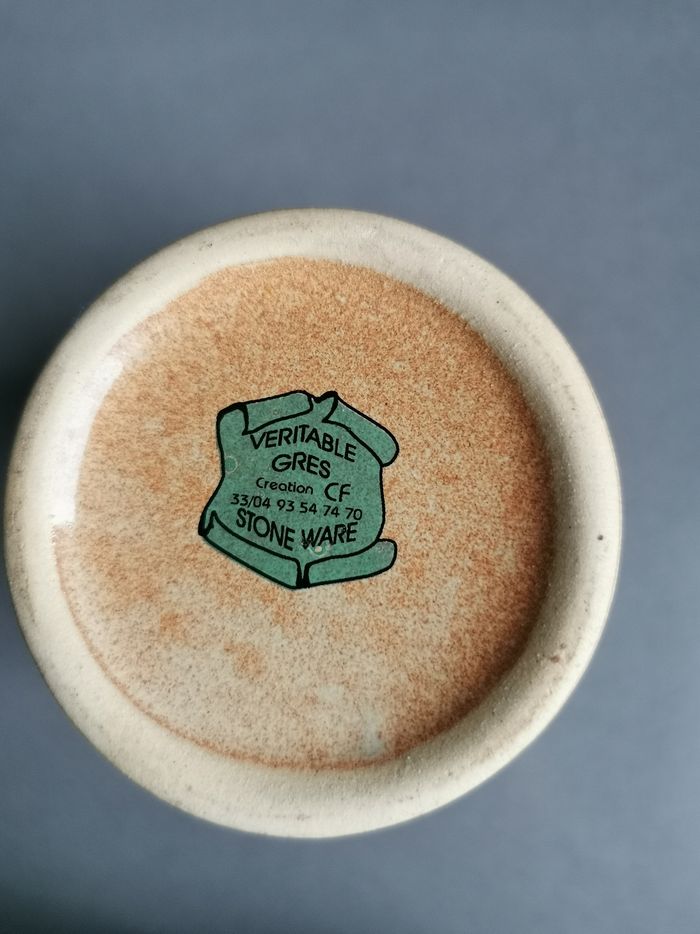 VERITABLE
GRES
Creation CF
33/04 93 54 74 70
STONE WARE